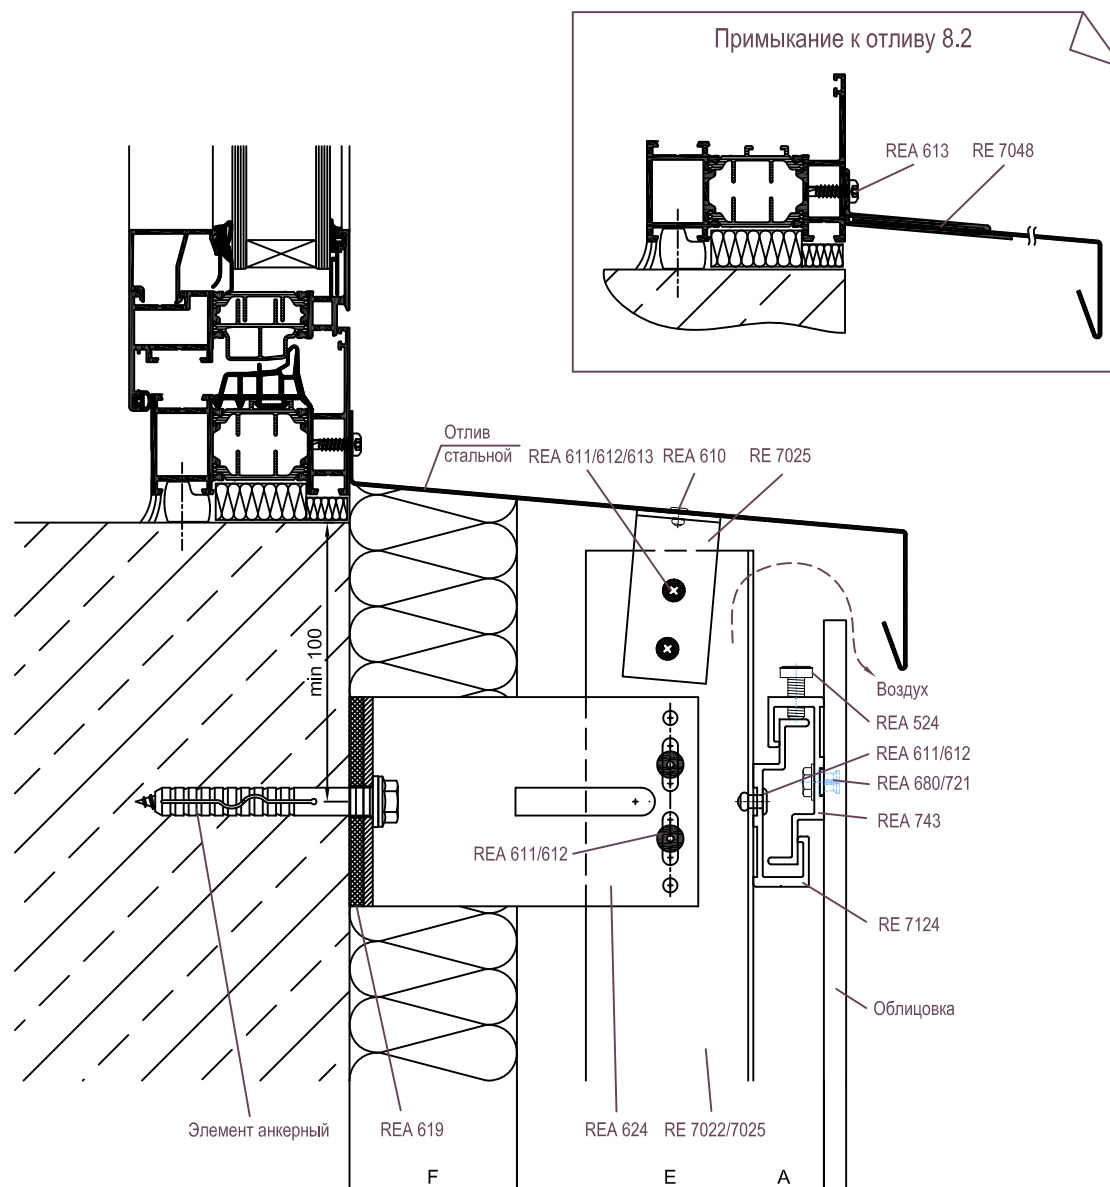 Примыкание к отливу 8.2
REA 613
RE 7048
Отлив
стальной
REA 611/612/613
REA 610
RE 7025
min 100
Воздух
REA 524
REA 611/612
REA 680/721
REA 743
REA 611/612
RE 7124
Облицовка
Элемент анкерный
REA 619
REA 624
RE 7022/7025
F
E
A